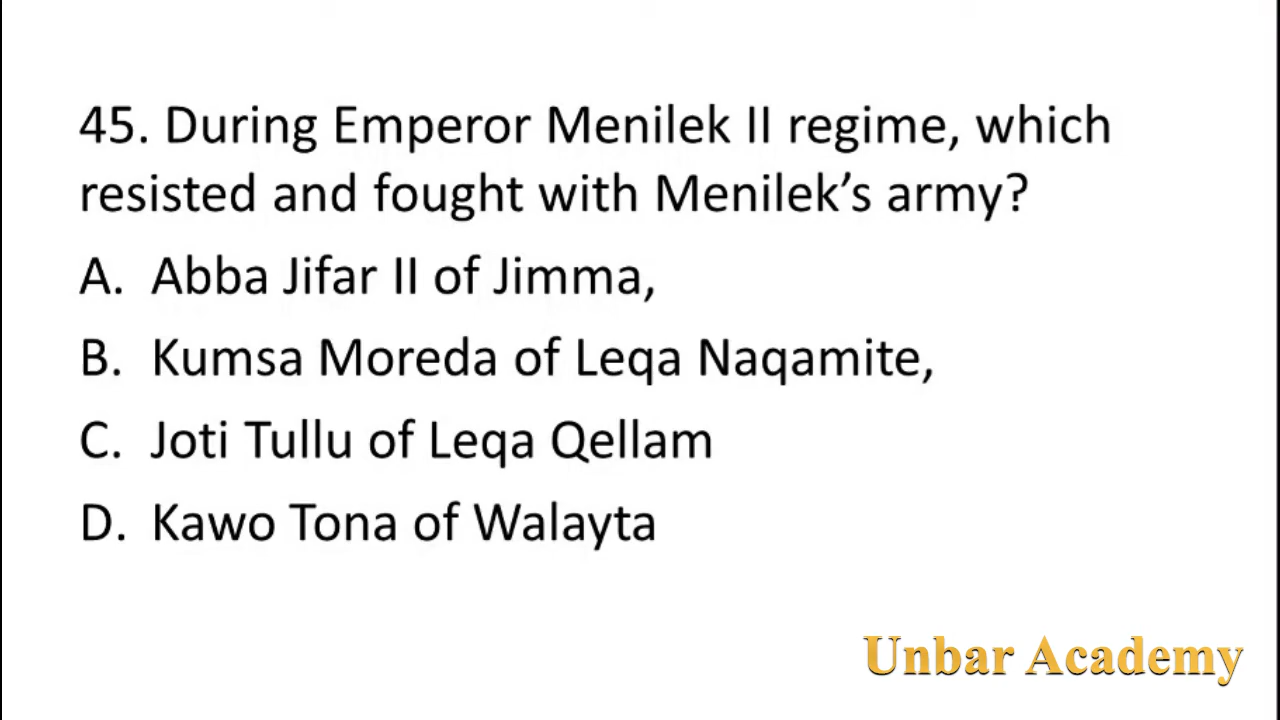 45. During Emperor Menilek II regime, which
resisted and fought with Menilek’s army?
A. Abba Jifar II of Jimma,
B. Kumsa Moreda of Leqa Naqamite,
C. Joti Tullu of Leqa Qellam
D. Kawo Tona of Walayta
Unbar Academy